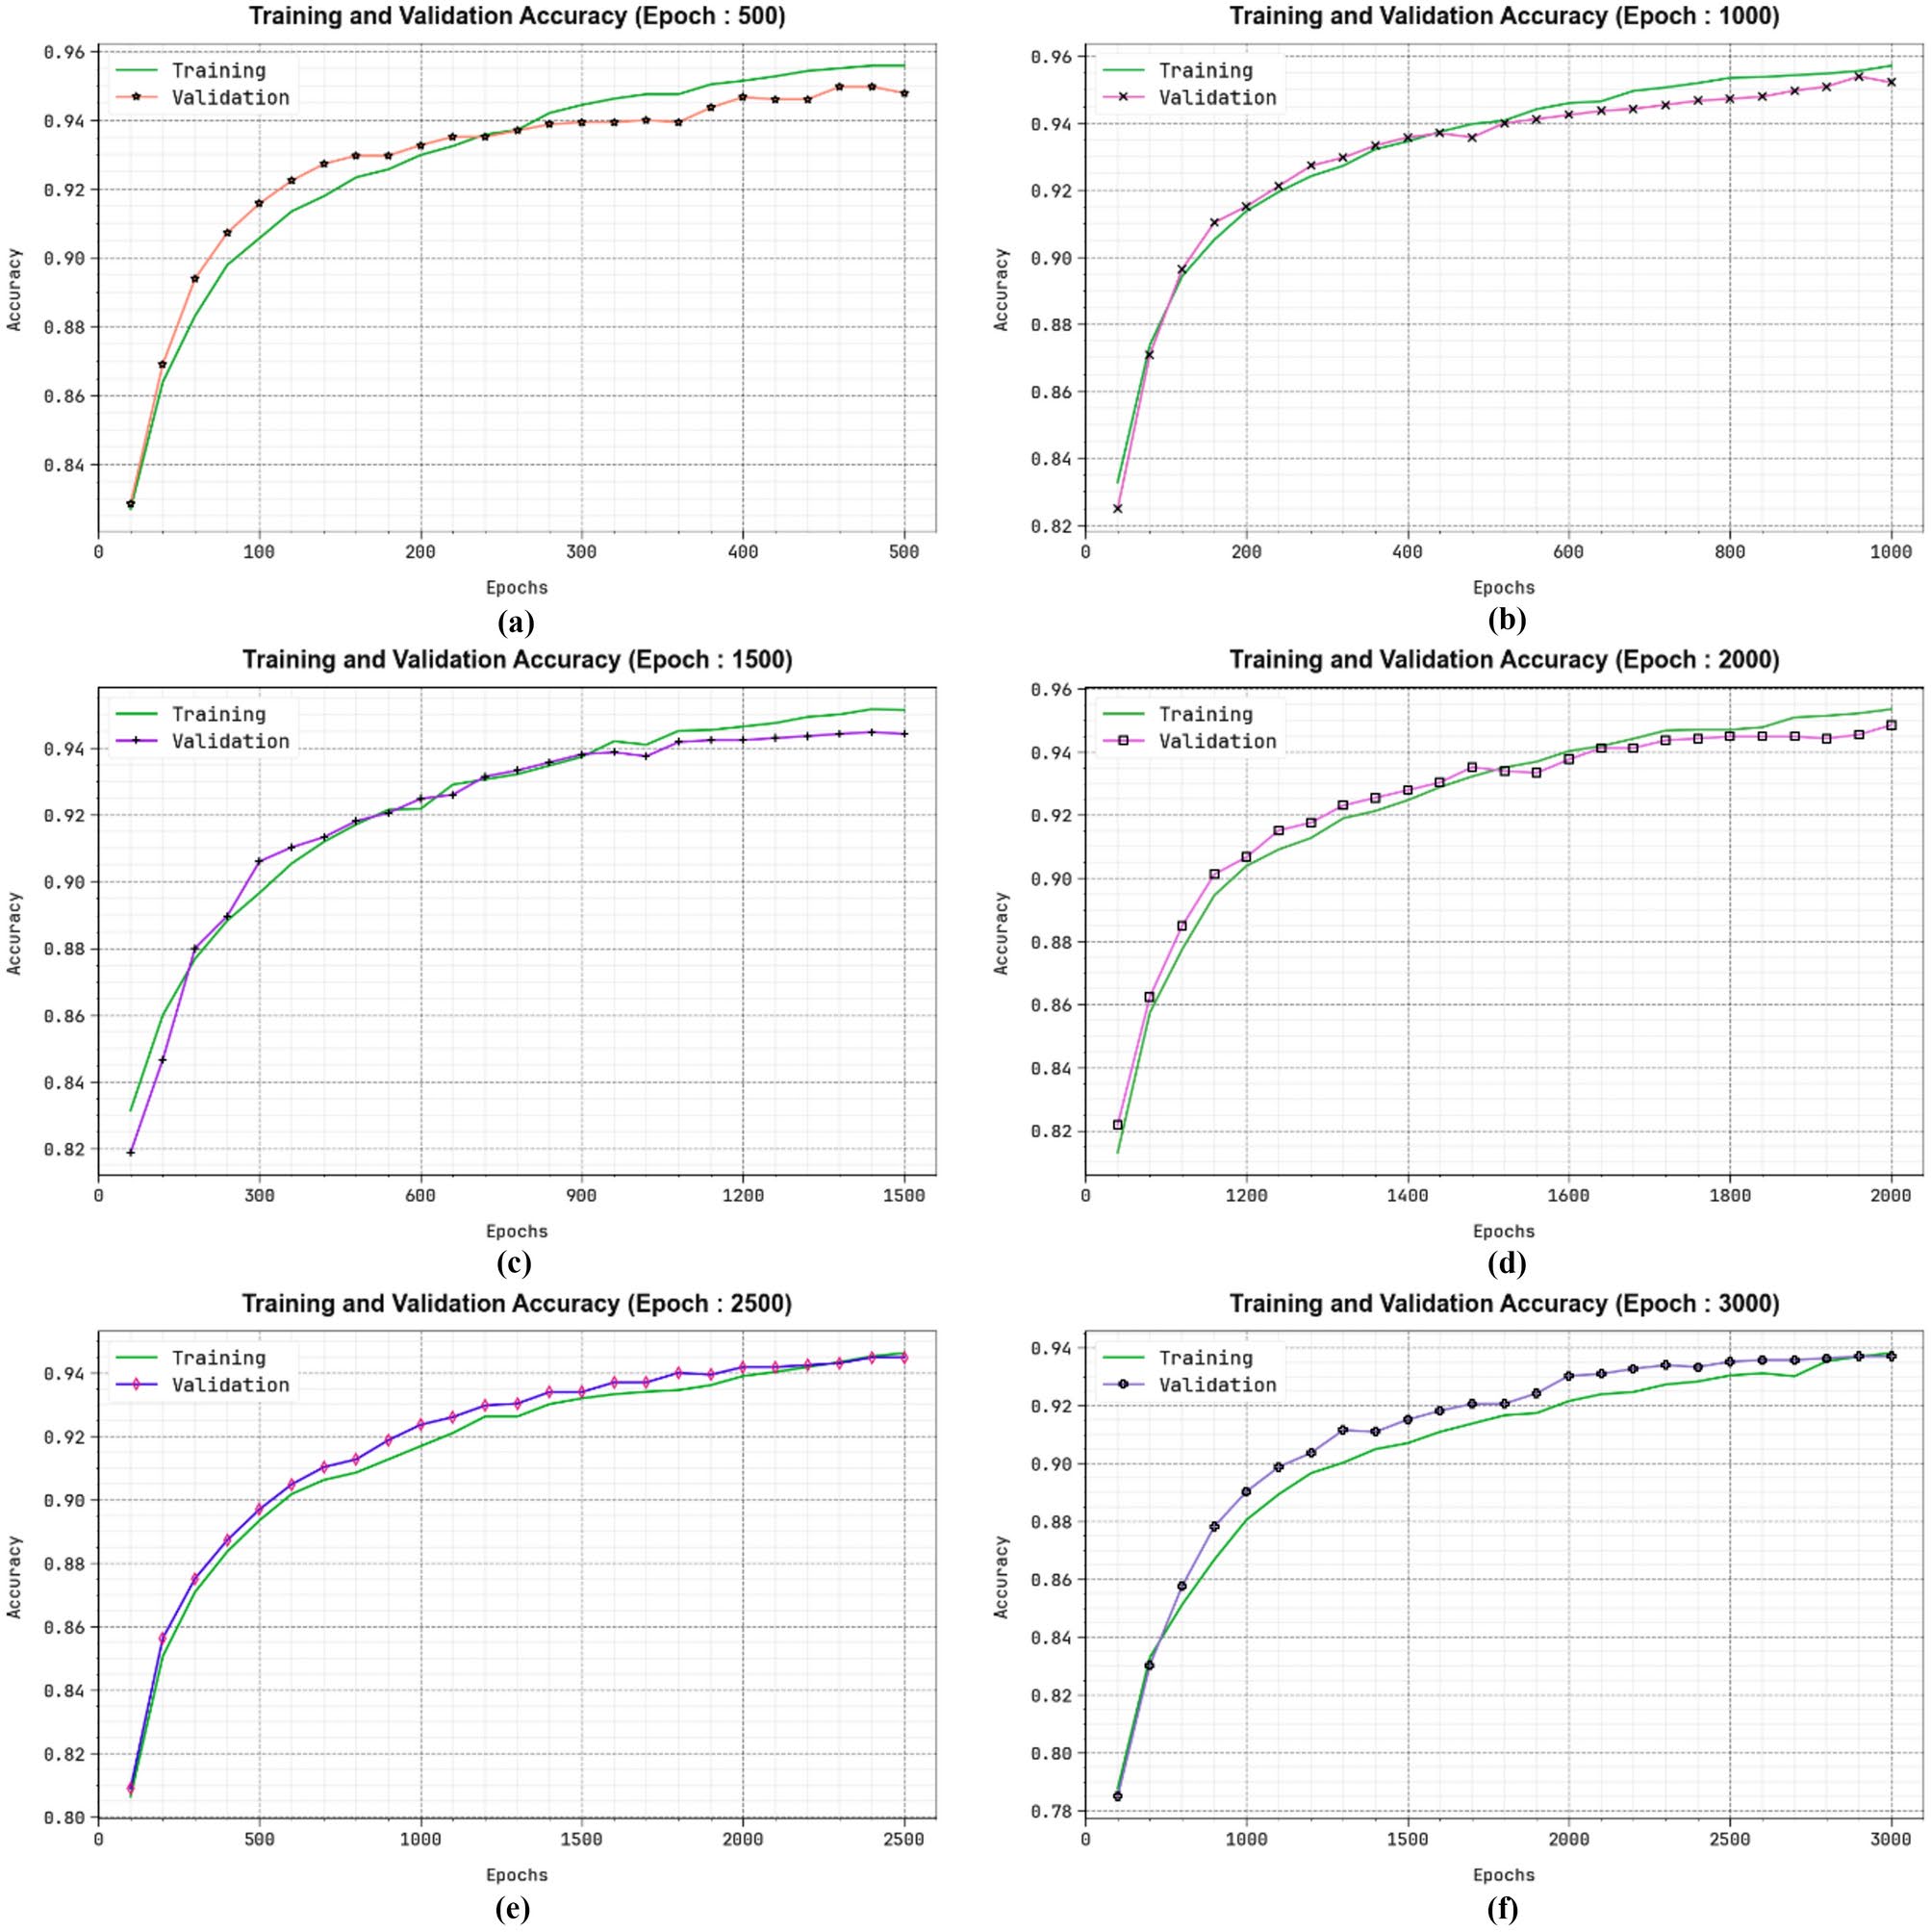 Training and Validation Accuracy (Epoch : 500)
Training
Validation
0.96
0.94
0.92
0.90
0.88
0.86
0.84
Accuracy
0 100 200 300 400 500
Epochs
(a)
Training and Validation Accuracy (Epoch : 1000)
Training
Validation
0.96
0.94
0.92
0.90
0.88
0.86
0.84
0.82
Accuracy
0 200 400 600 800 1000
Epochs
(b)
Training and Validation Accuracy (Epoch : 1500)
Training
Validation
0.94
0.92
0.90
0.88
0.86
0.84
0.82
Accuracy
0 300 600 900 1200 1500
Epochs
(c)
Training and Validation Accuracy (Epoch : 2000)
Training
Validation
0.96
0.94
0.92
0.90
0.88
0.86
0.84
0.82
Accuracy
0 1200 1400 1600 1800 2000
Epochs
(d)
Training and Validation Accuracy (Epoch : 2500)
Training
Validation
0.94
0.92
0.90
0.88
0.86
0.84
0.82
0.80
Accuracy
0 500 1000 1500 2000 2500
Epochs
(e)
Training and Validation Accuracy (Epoch : 3000)
Training
Validation
0.94
0.92
0.90
0.88
0.86
0.84
0.82
0.80
0.78
Accuracy
0 1000 1500 2000 2500 3000
Epochs
(f)